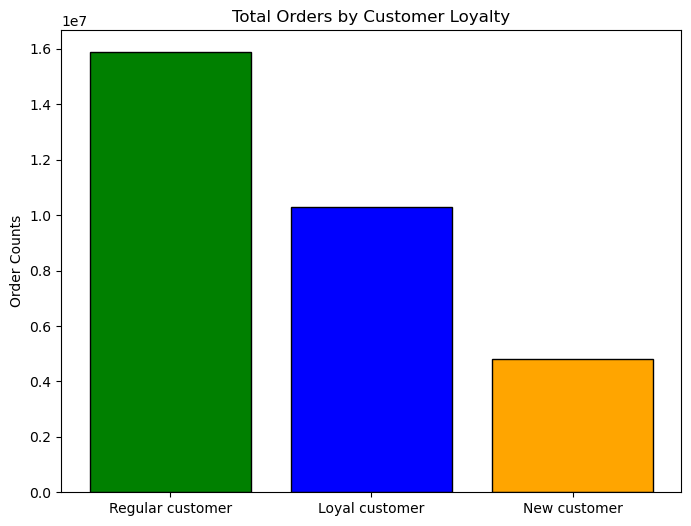 Total Orders by Customer Loyalty
1e7
1.6
1.4
1.2
1.0
0.8
0.6
0.4
0.2
0.0
Order Counts
Regular customer Loyal customer New customer